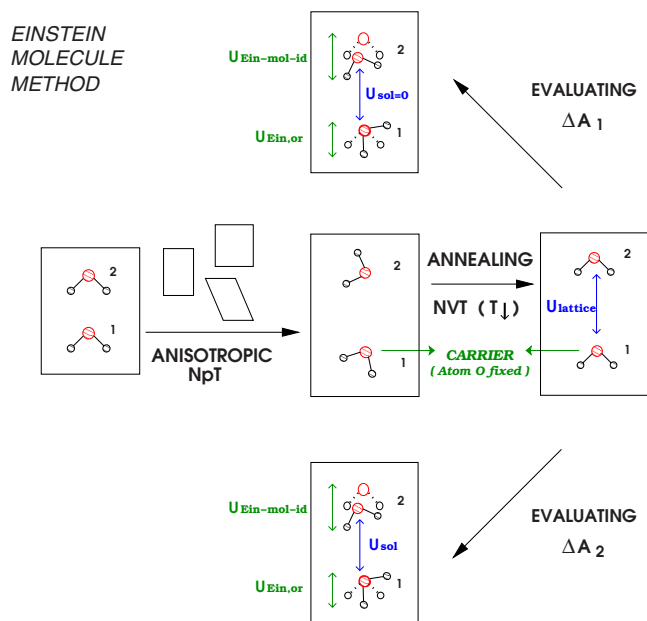 EINSTEIN
MOLECULE
METHOD
U Ein-mol-id
2
U sol=0
U Ein,or
1
EVALUATING
ΔA 1
2
1
ANISOTROPIC
NpT
2
1
ANNEALING
NVT ( T↓ )
CARRIER
( Atom O fixed )
2
U lattice
1
U Ein-mol-id
2
U sol
U Ein,or
1
EVALUATING
ΔA 2